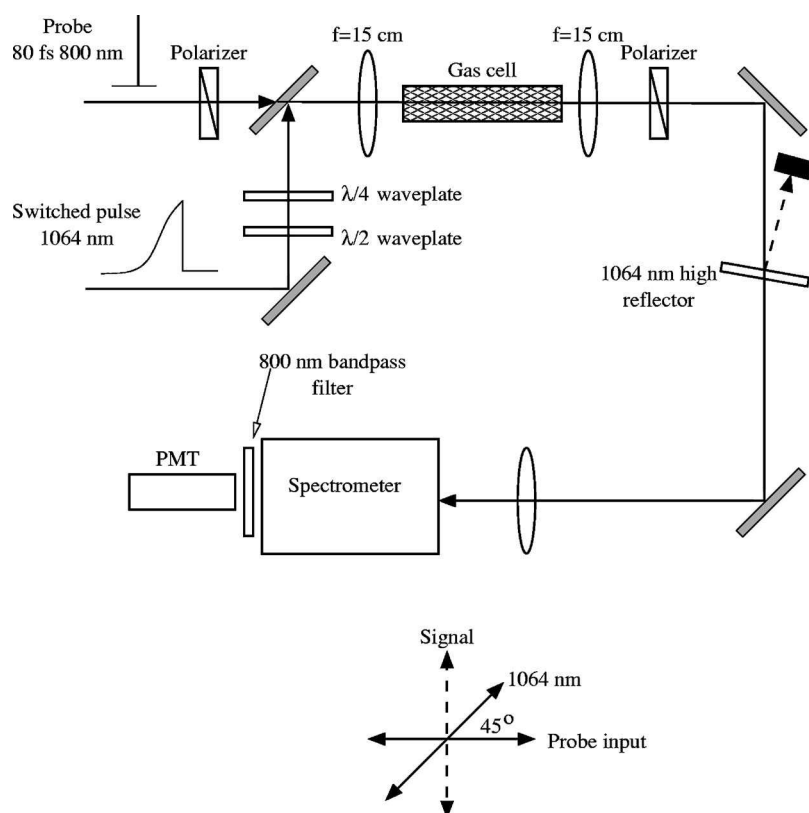 Probe
80 fs 800 nm
Polarizer
f=15 cm
Gas cell
f=15 cm
Polarizer
λ/4 waveplate
λ/2 waveplate
Switched pulse
1064 nm
1064 nm high
reflector
800 nm bandpass
filter
PMT
Spectrometer
Signal
1064 nm
45°
Probe input